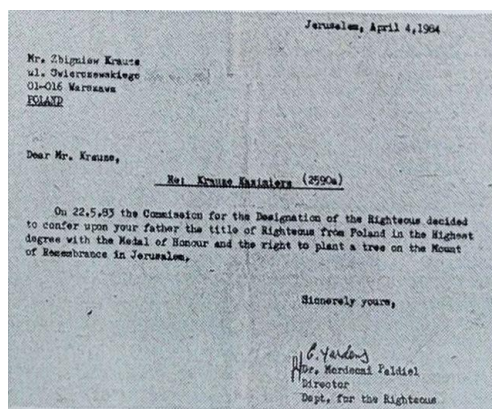 Jerusalem, April 4, 1984
Mr. Zbigniew Krause
ul. Swierczewskiego
01-016 Warszawa
POLAND
Dear Mr. Krause,
Re: Krause Kazimierz (2590a)
On 22.5.83 the Commission for the Designation of the Righteous decided
to confer upon your father the title of Righteous from Poland in the Highest
degree with the Medal of Honour and the right to plant a tree on the Mount
of Remembrance in Jerusalem.
Sincerely yours,
Dr. Mordecai Paldiel
Director
Dept. for the Righteous